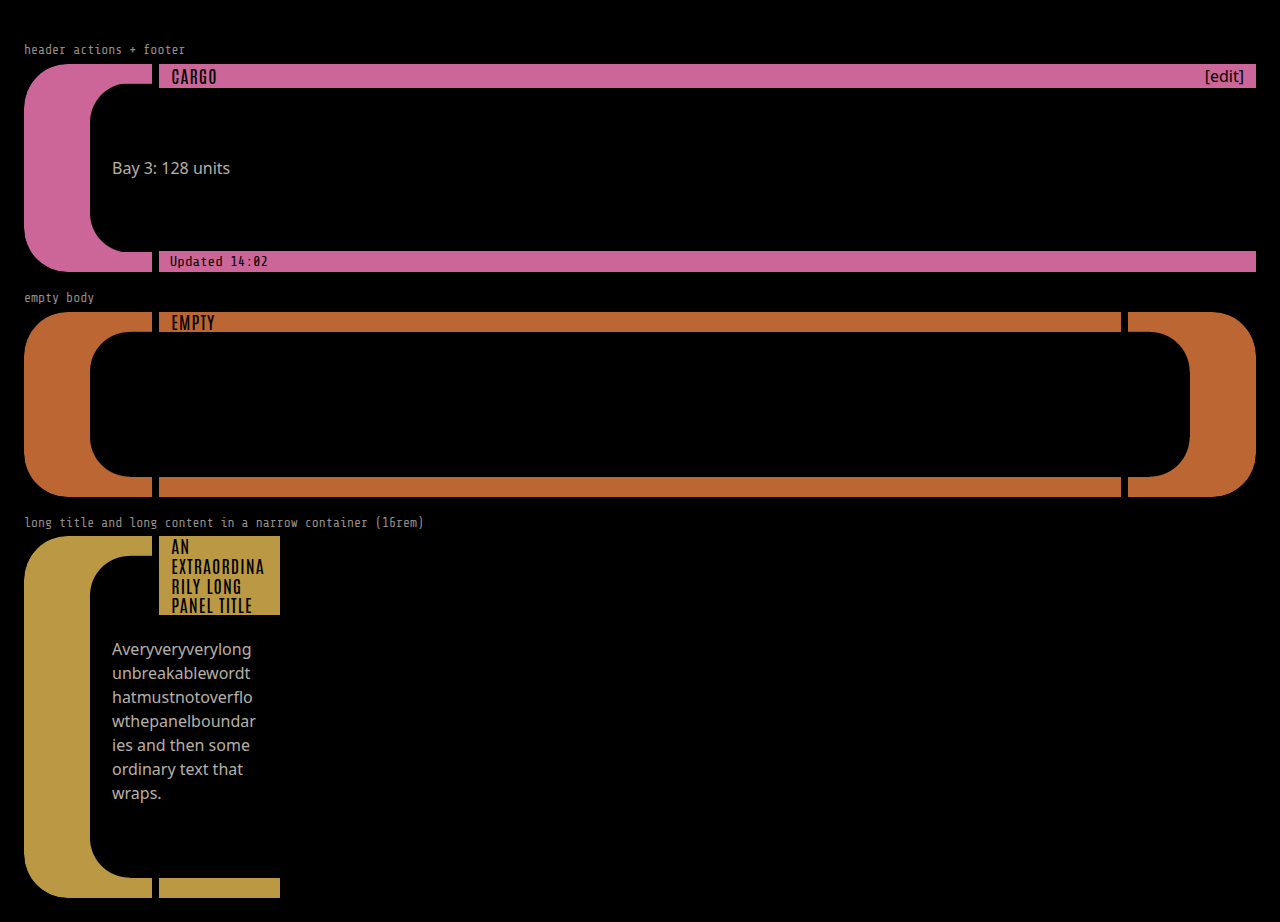 header actions + footer
CARGO [edit]
Bay 3: 128 units
Updated 14:02
empty body
EMPTY
long title and long content in a narrow container (16rem)
AN
EXTRAORDINA
RILY LONG
PANEL TITLE
Averyveryverylong
unbreakablewordt
hatmustnotoverflo
wthepanelboundar
ies and then some
ordinary text that
wraps.